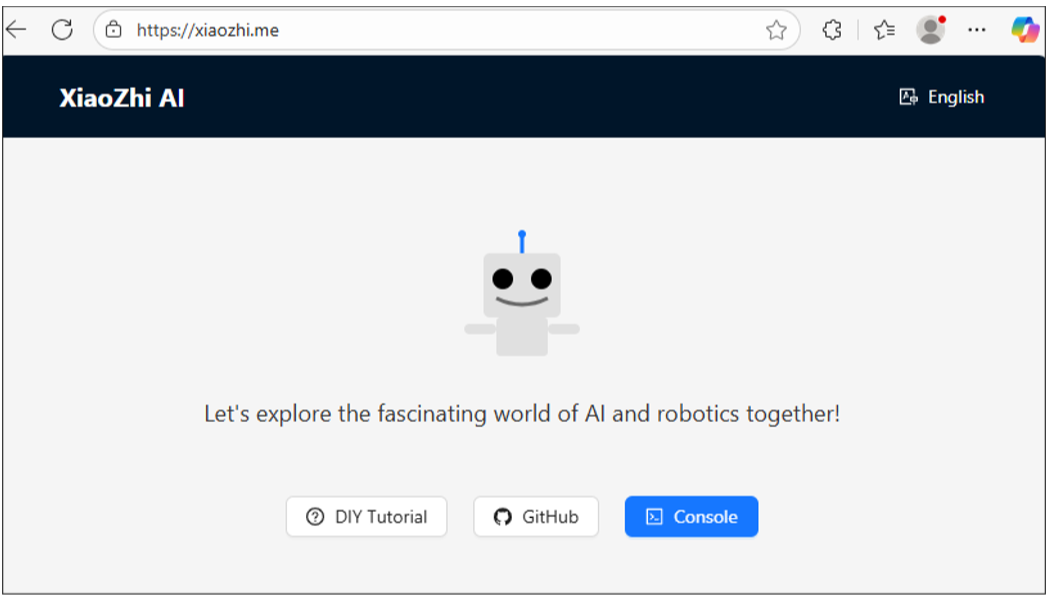 https://xiaozhi.me
XiaoZhi AI
English
Let's explore the fascinating world of AI and robotics together!
DIY Tutorial
GitHub
Console